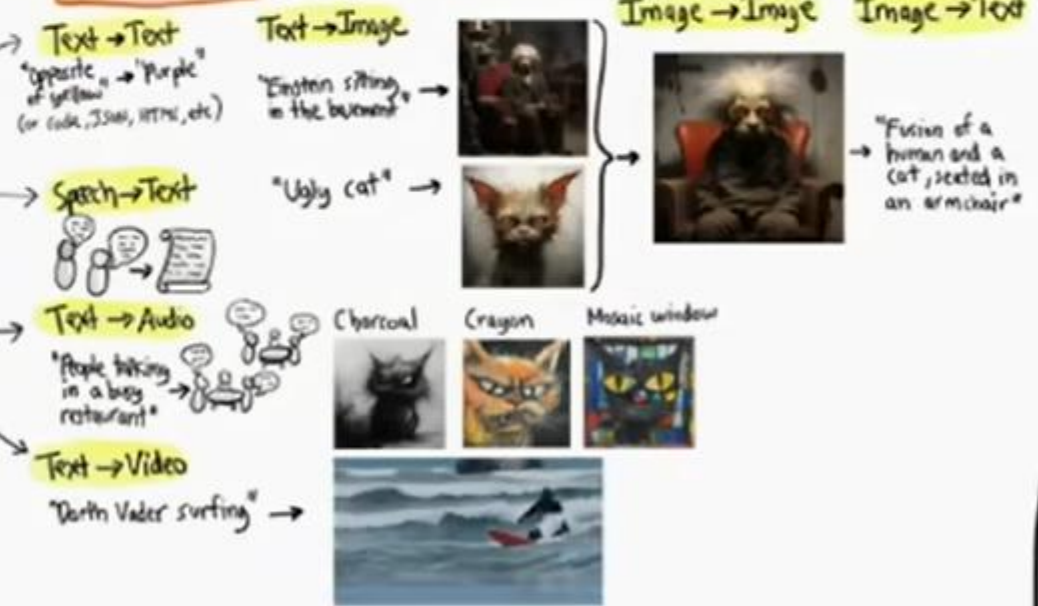 Text → Text
"opposite
of yellow" → "Purple"
(or code, JSON, HTML, etc)
Text → Image
"Einstein sitting
in the basement" →
"Ugly cat" →
Image → Image
Image → Text
→ "Fusion of a
human and a
cat, seated in
an armchair"
Speech → Text
Text → Audio
"People talking
in a busy
restaurant"
Charcoal
Crayon
Mosaic window
Text → Video
"Darth Vader surfing" →